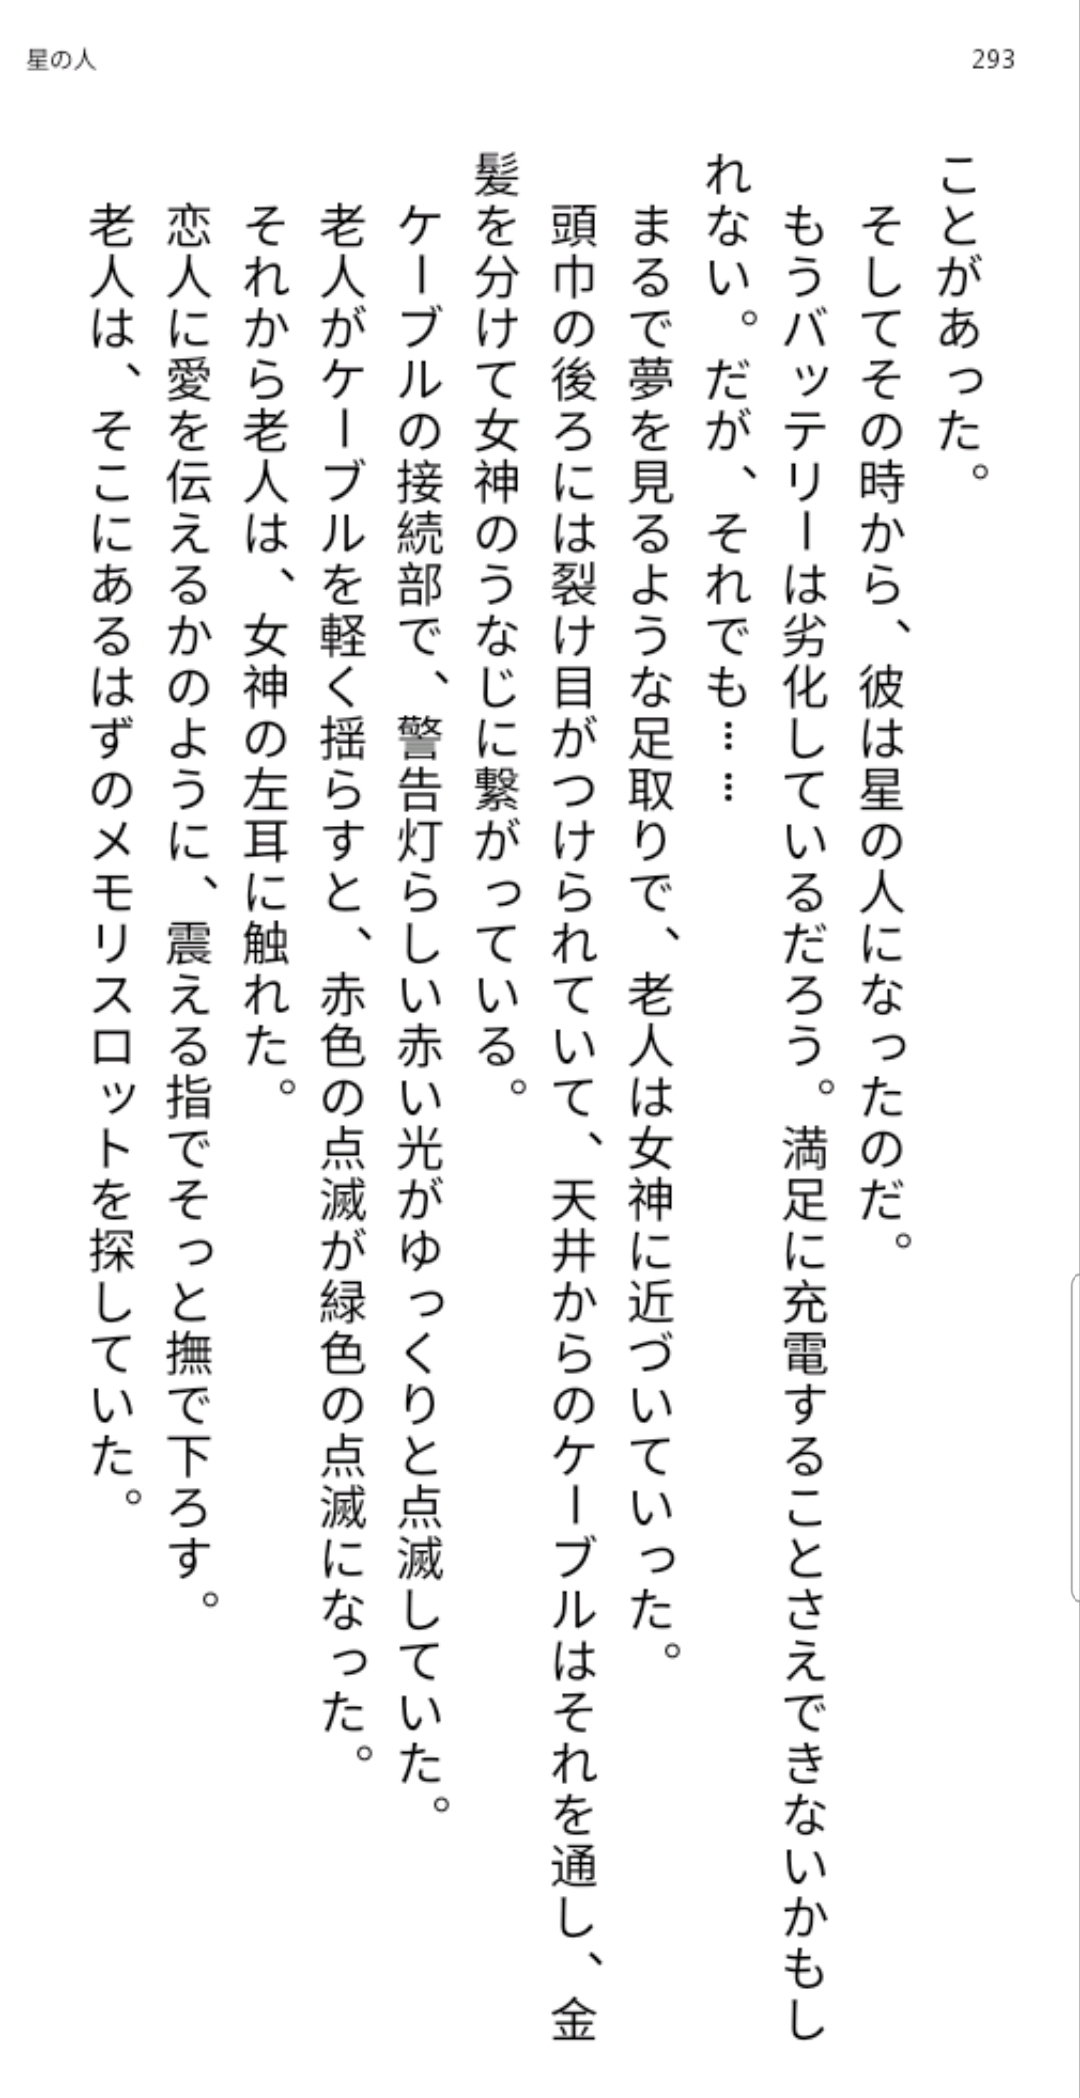 星の人
293
ことがあった。
そしてその時から、彼は星の人になったのだ。
もうバッテリーは劣化しているだろう。満足に充電することさえできないかもし
れない。だが、それでも……
まるで夢を見るような足取りで、老人は女神に近づいていった。
頭巾の後ろには裂け目がつけられていて、天井からのケーブルはそれを通し、金
髪を分けて女神のうなじに繋がっている。
ケーブルの接続部で、警告灯らしい赤い光がゆっくりと点滅していた。
老人がケーブルを軽く揺らすと、赤色の点滅が緑色の点滅になった。
それから老人は、女神の左耳に触れた。
恋人に愛を伝えるかのように、震える指でそっと撫で下ろす。
老人は、そこにあるはずのメモリスロットを探していた。